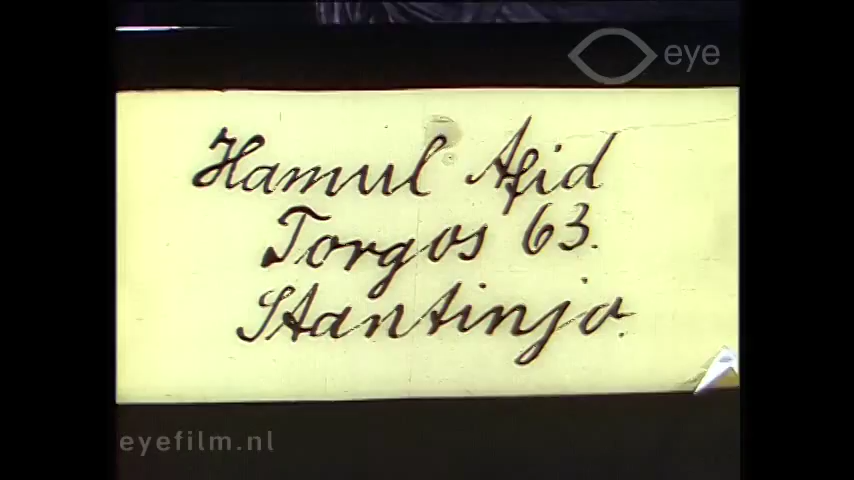 eye
Hamul Afid
Torgos 63.
Stantinjo.
eyefilm.nl